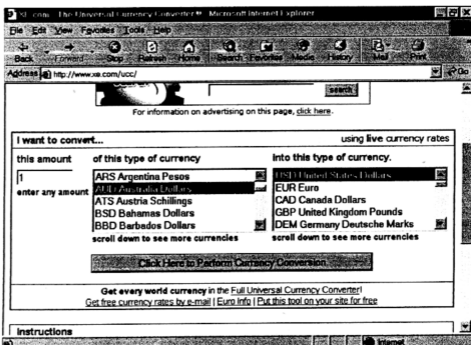 XE.com - The Universal Currency Converter® - Microsoft Internet Explorer
File Edit View Favorites Tools Help
Back Forward Stop Refresh Home Search Favorites Media History Mail Print
Address http://www.xe.com/ucc/ Go
search
For information on advertising on this page, click here.
I want to convert... using live currency rates
this amount of this type of currency into this type of currency.
1 ARS Argentina Pesos USD United States Dollars
enter any amount AUD Australia Dollars EUR Euro
ATS Austria Schillings CAD Canada Dollars
BSD Bahamas Dollars GBP United Kingdom Pounds
BBD Barbados Dollars DEM Germany Deutsche Marks
scroll down to see more currencies scroll down to see more currencies
Click Here to Perform Currency Conversion
Get every world currency in the Full Universal Currency Converter!
Get free currency rates by e-mail | Euro Info | Put this tool on your site for free
Instructions
Internet